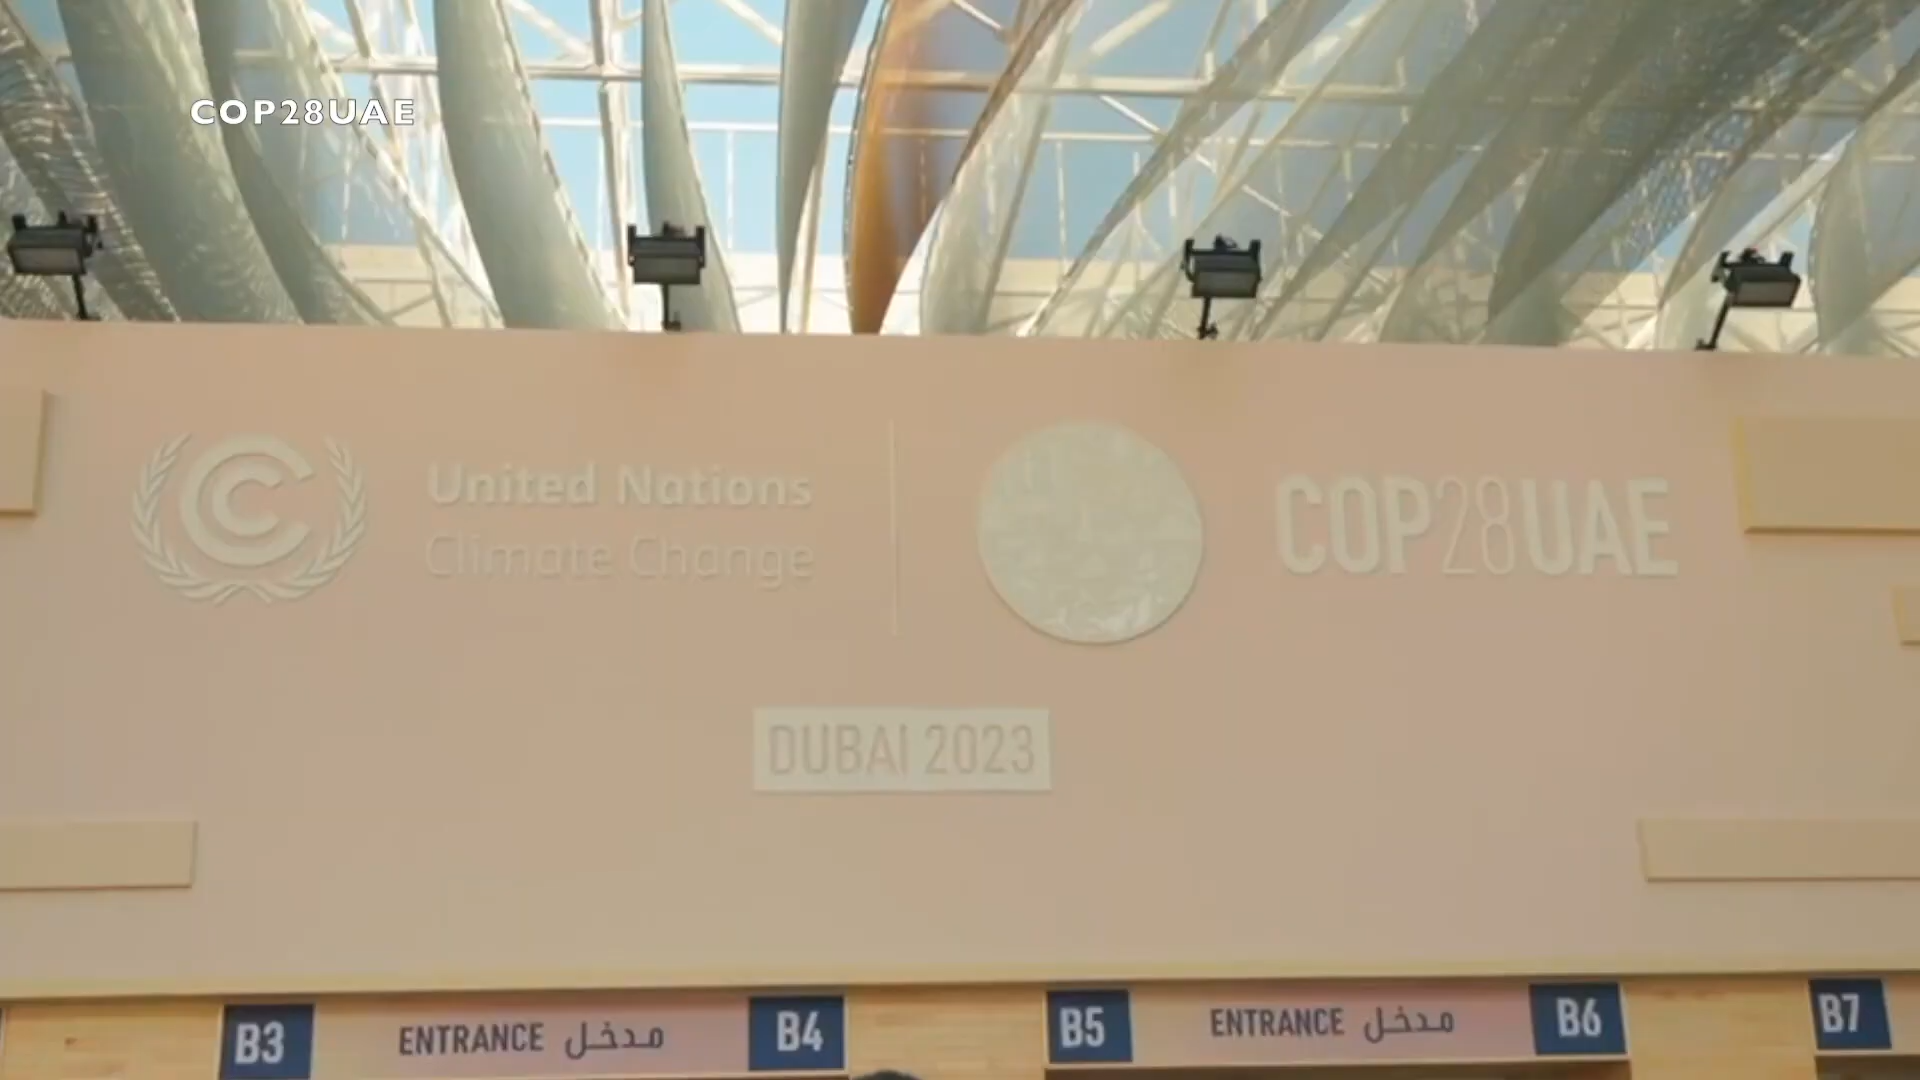 COP28UAE
United Nations
Climate Change
COP28UAE
DUBAI 2023
B3 ENTRANCE مدخل B4 B5 ENTRANCE مدخل B6 B7